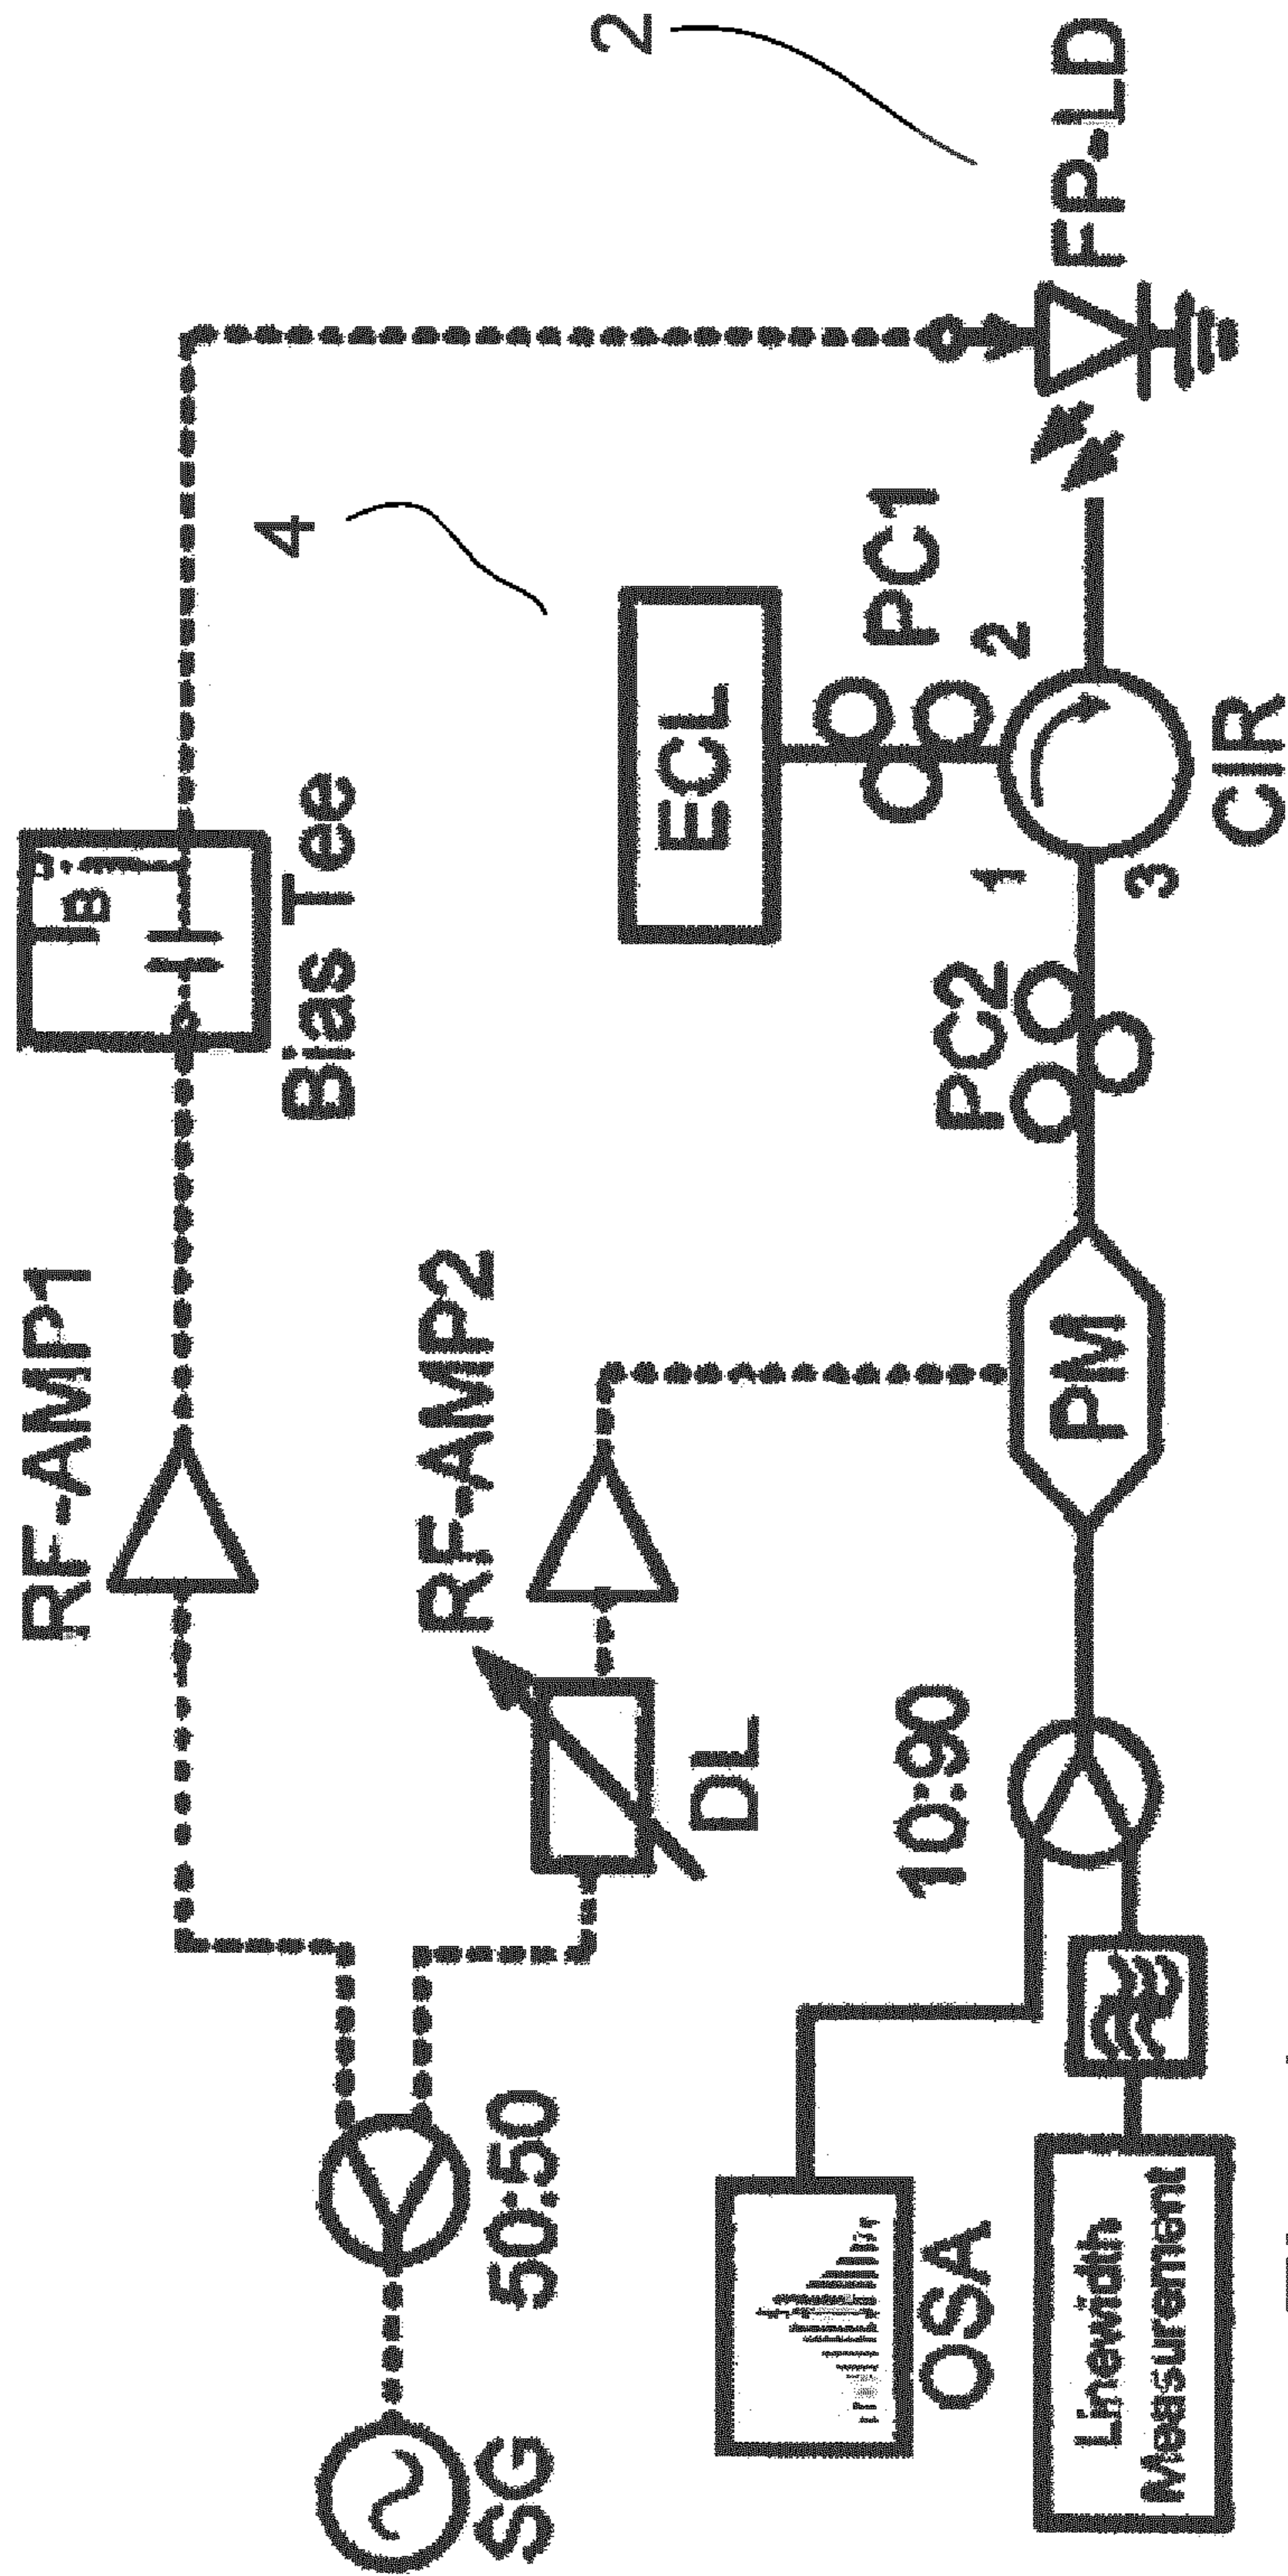 RF-AMP1
Bias Tee
B
SG
50:50
RF-AMP2
DL
4
2
ECL
PC1
OSA
10:90
PM
PC2
1
2
3
CIR
FP-LD
Linewidth
Measurement